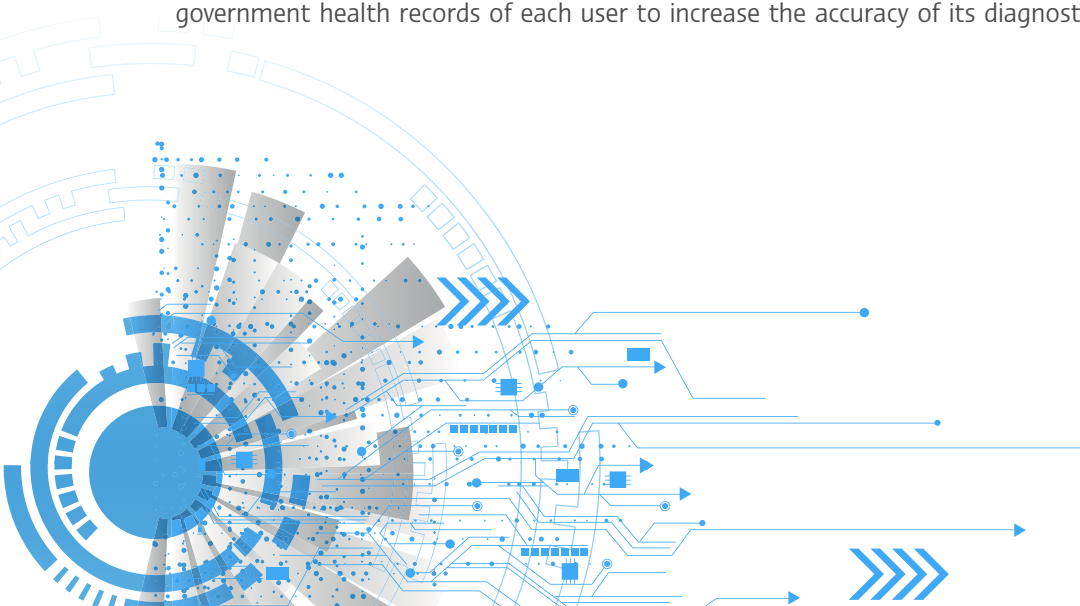 government health records of each user to increase the accuracy of its diagnost